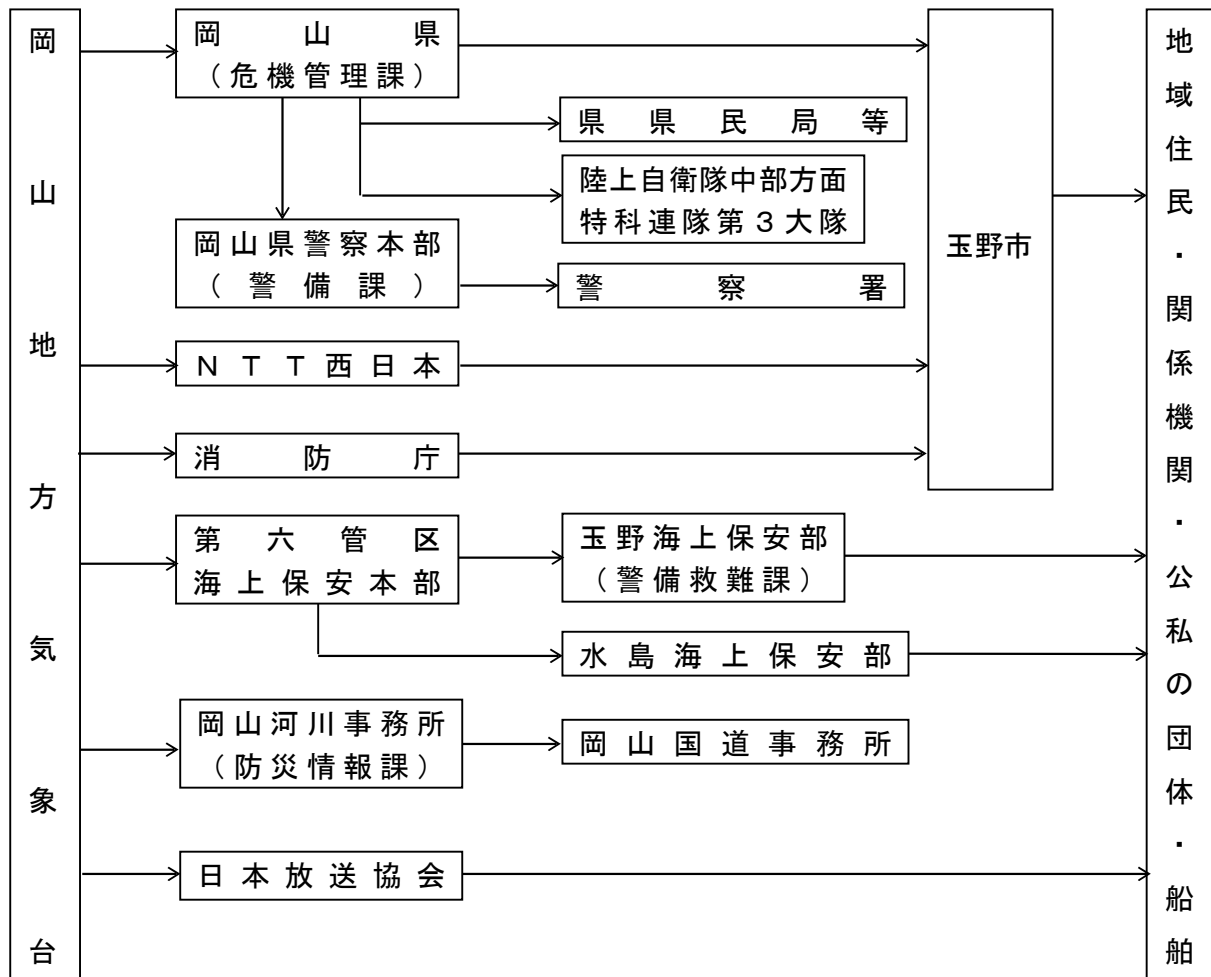 岡山地方気象台
岡山県
（危機管理課）
県県民局等
陸上自衛隊中部方面
特科連隊第３大隊
岡山県警察本部
（警備課）
警察署
ＮＴＴ西日本
消防庁
玉野市
第六管区
海上保安本部
玉野海上保安部
（警備救難課）
水島海上保安部
岡山河川事務所
（防災情報課）
岡山国道事務所
日本放送協会
地域住民・関係機関・公私の団体・船舶